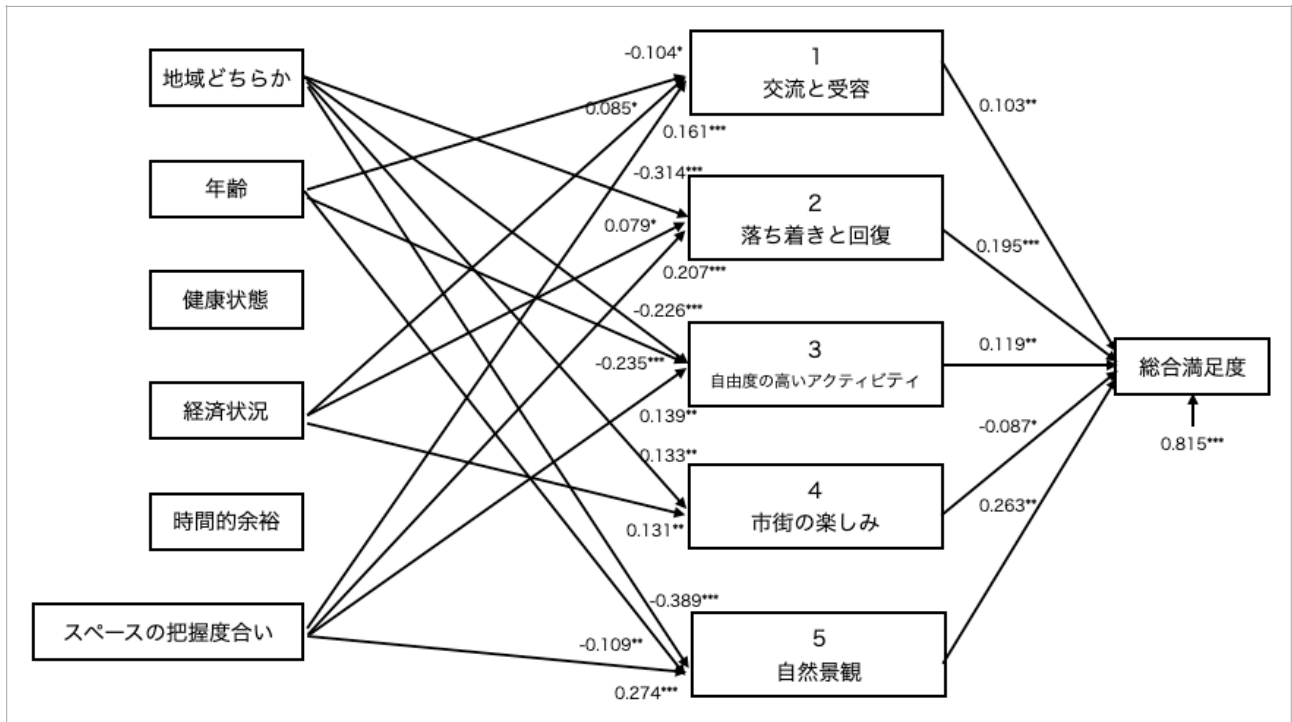 地域どちらか
年齢
健康状態
経済状況
時間的余裕
スペースの把握度合い
-0.104*
0.085*
0.161***
-0.314***
0.079*
0.207***
-0.226***
-0.235***
0.139**
0.133**
0.131**
-0.389***
-0.109**
0.274***
1
交流と受容
2
落ち着きと回復
3
自由度の高いアクティビティ
4
市街の楽しみ
5
自然景観
0.103**
0.195***
0.119**
-0.087*
0.263**
総合満足度
0.815***